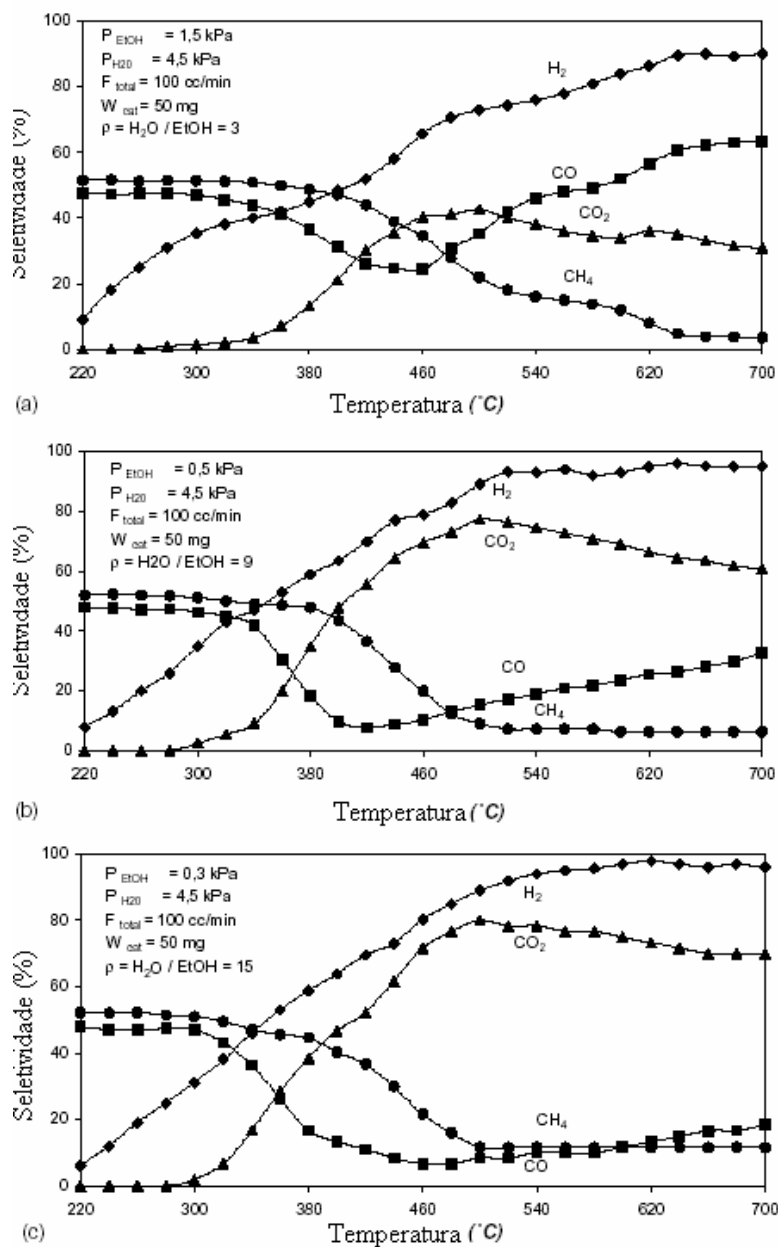 100
P EtOH = 1,5 kPa
P H20 = 4,5 kPa
F total = 100 cc/min
W cat = 50 mg
ρ = H2O / EtOH = 3
H2
CO
CO2
CH4
80
60
40
20
0
Seletividade (%)
220 300 380 460 540 620 700
(a) Temperatura (°C)
100
P EtOH = 0,5 kPa
P H20 = 4,5 kPa
F total = 100 cc/min
W cat = 50 mg
ρ = H2O / EtOH = 9
H2
CO2
CO
CH4
80
60
40
20
0
Seletividade (%)
220 300 380 460 540 620 700
(b) Temperatura (°C)
100
P EtOH = 0,3 kPa
P H20 = 4,5 kPa
F total = 100 cc/min
W cat = 50 mg
ρ = H2O / EtOH = 15
H2
CO2
CH4
CO
80
60
40
20
0
Seletividade (%)
220 300 380 460 540 620 700
(c) Temperatura (°C)